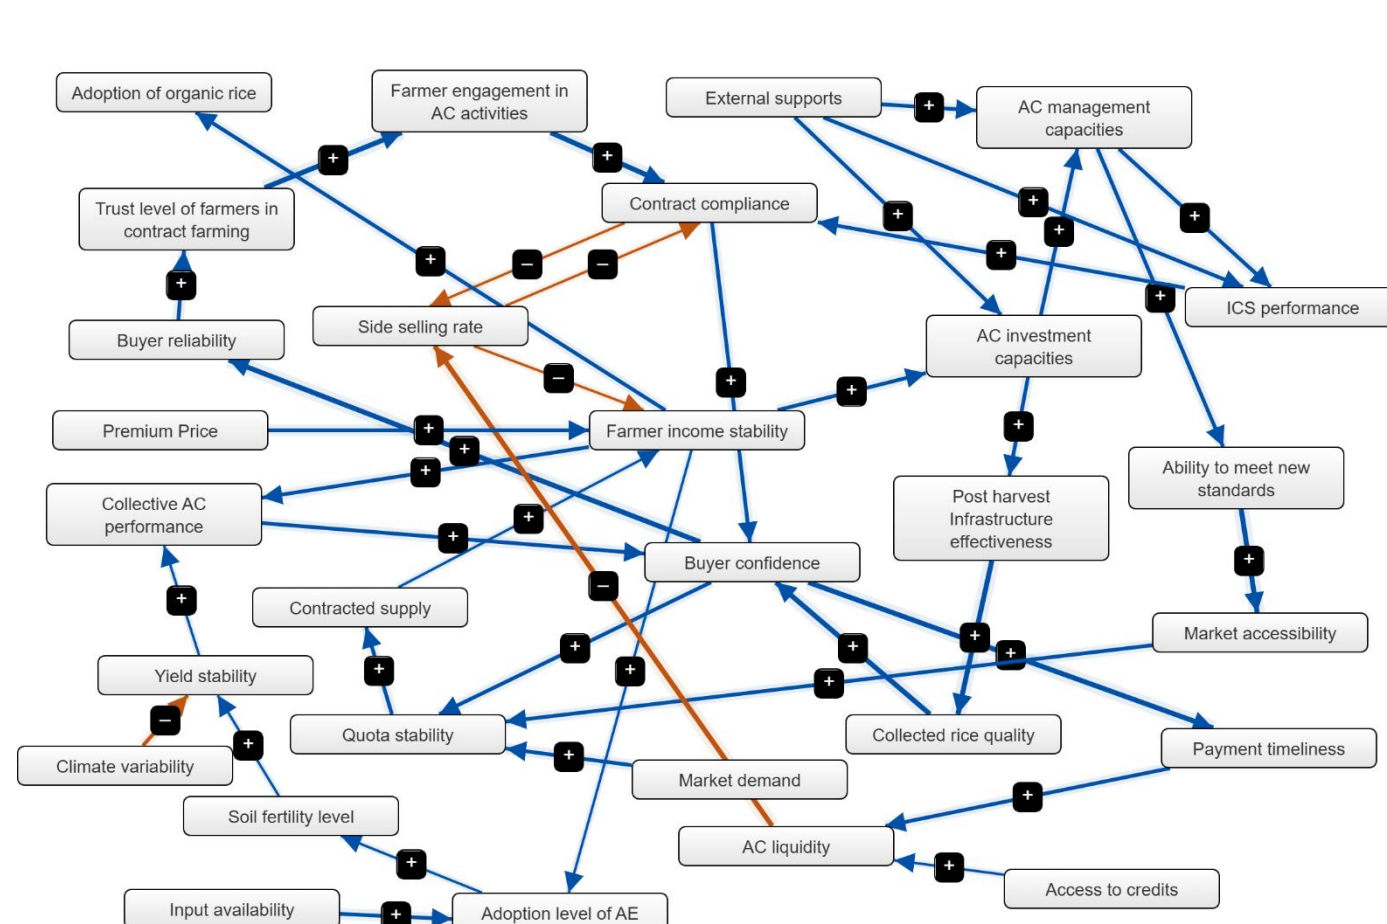 Adoption of organic rice
Farmer engagement in
AC activities
External supports
AC management
capacities
+
+
+
Trust level of farmers in
contract farming
Contract compliance
+
+
+
+
+
+
–
–
+
Buyer reliability
Side selling rate
AC investment
capacities
+
ICS performance
–
+
+
Premium Price
+
Farmer income stability
+
+
+
Collective AC
performance
Post harvest
Infrastructure
effectiveness
Ability to meet new
standards
+
+
Buyer confidence
+
+
–
Contracted supply
Market accessibility
+
+
+
+
+
Yield stability
+
+
+
–
Quota stability
Collected rice quality
Payment timeliness
+
+
Climate variability
Market demand
+
Soil fertility level
AC liquidity
+
+
Access to credits
Input availability
+
Adoption level of AE